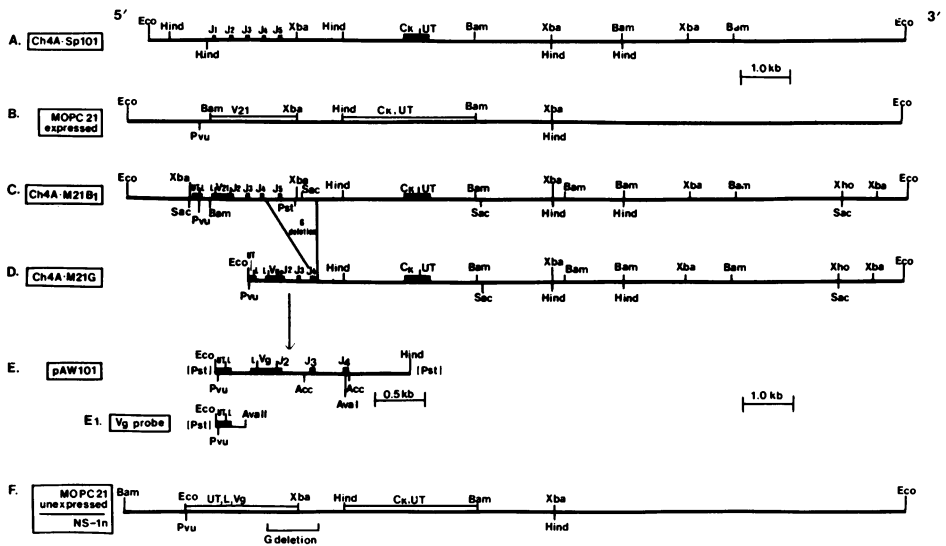 5′ 3′
A. Ch4A·Sp101
Eco Hind J1 J2 J3 J4 J5 Xba Hind Cκ UT Bam Xba Bam Xba Bam Eco
Hind Hind Hind
1.0 kb
B. MOPC 21 expressed
Eco Bam V21 Xba Hind Cκ, UT Bam Xba Eco
Pvu Hind
C. Ch4A·M21B1
Eco Xba UT L L V21 J2 J3 J4 J5 Xba Sac Hind Cκ UT Bam Xba Bam Bam Xba Bam Xho Xba Eco
Sac Pvu Bam Pst Sac Hind Hind Sac
G deletion
D. Ch4A·M21G
Eco UT L L Vg J2 J3 J4 Hind Cκ UT Bam Xba Bam Bam Xba Bam Xho Xba Eco
Pvu Sac Hind Hind Sac
E. pAW101
Eco UT L L Vg J2 J3 J4 Hind
(Pst) (Pst)
Pvu Acc Acc
AvaI
0.5 kb
1.0 kb
E1. Vg probe
Eco UT L AvaII
(Pst)
Pvu
F. MOPC 21 unexpressed
NS-1n
Bam Eco UT, L, Vg Xba Hind Cκ, UT Bam Xba Eco
Pvu Hind
G deletion